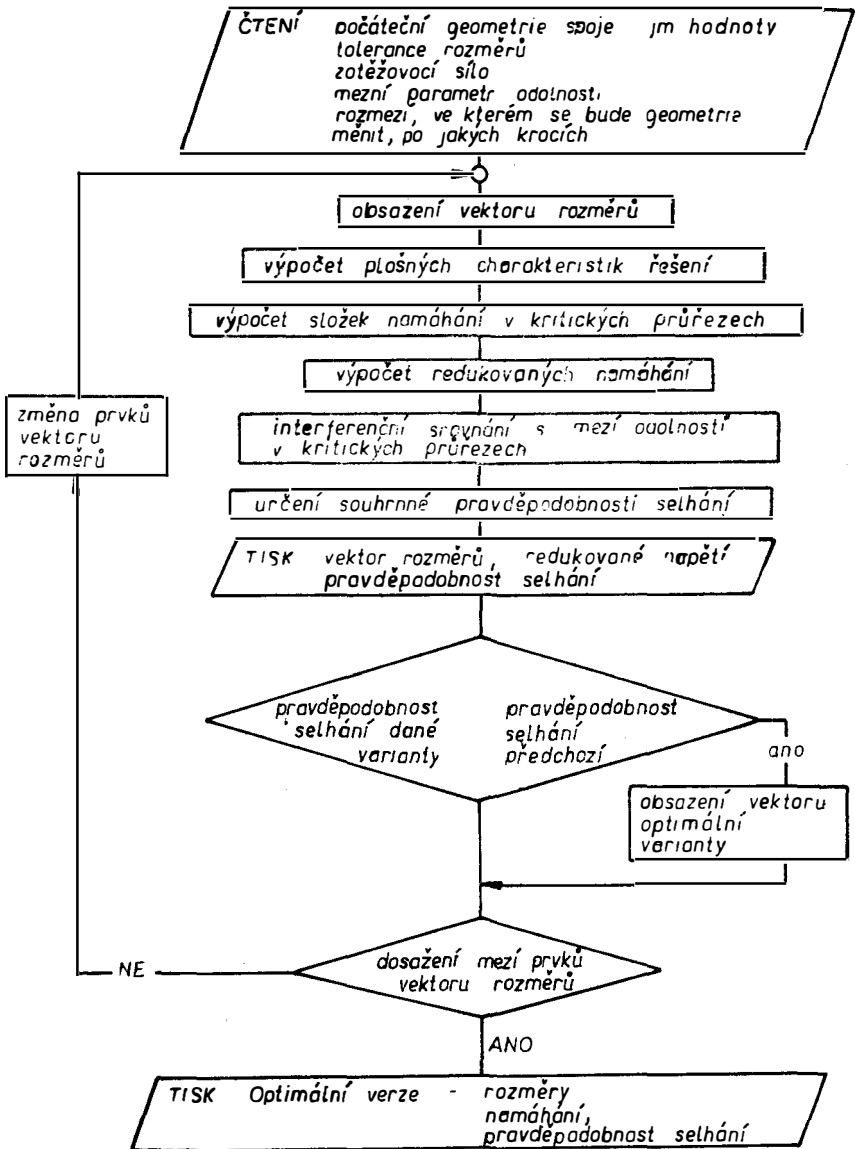 ČTENÍ počáteční geometrie spoje jm hodnoty
tolerance rozměrů
zotěžovací sílo
mezní parametr odolnosti
rozmezí, ve kterém se bude geometrie
měnit, po jakých krocích
obsazení vektoru rozměrů
výpočet plošných charakteristik řešení
výpočet složek namáhání v kritických průřezech
výpočet redukovaných namáhání
změna prvků
vektoru
rozměrů
interferenční srovnání s mezí odolností
v kritických průřezech
určení souhrnné pravděpodobnosti selhání
TISK vektor rozměrů, redukované napětí
pravděpodobnost selhání
pravděpodobnost
selhání dané
varianty
pravděpodobnost
selhání
předchozí
ano
obsazení vektoru
optimální
varianty
dosažení mezí prvků
vektoru rozměrů
NE
ANO
TISK Optimální verze - rozměry
namáhání,
pravděpodobnost selhání